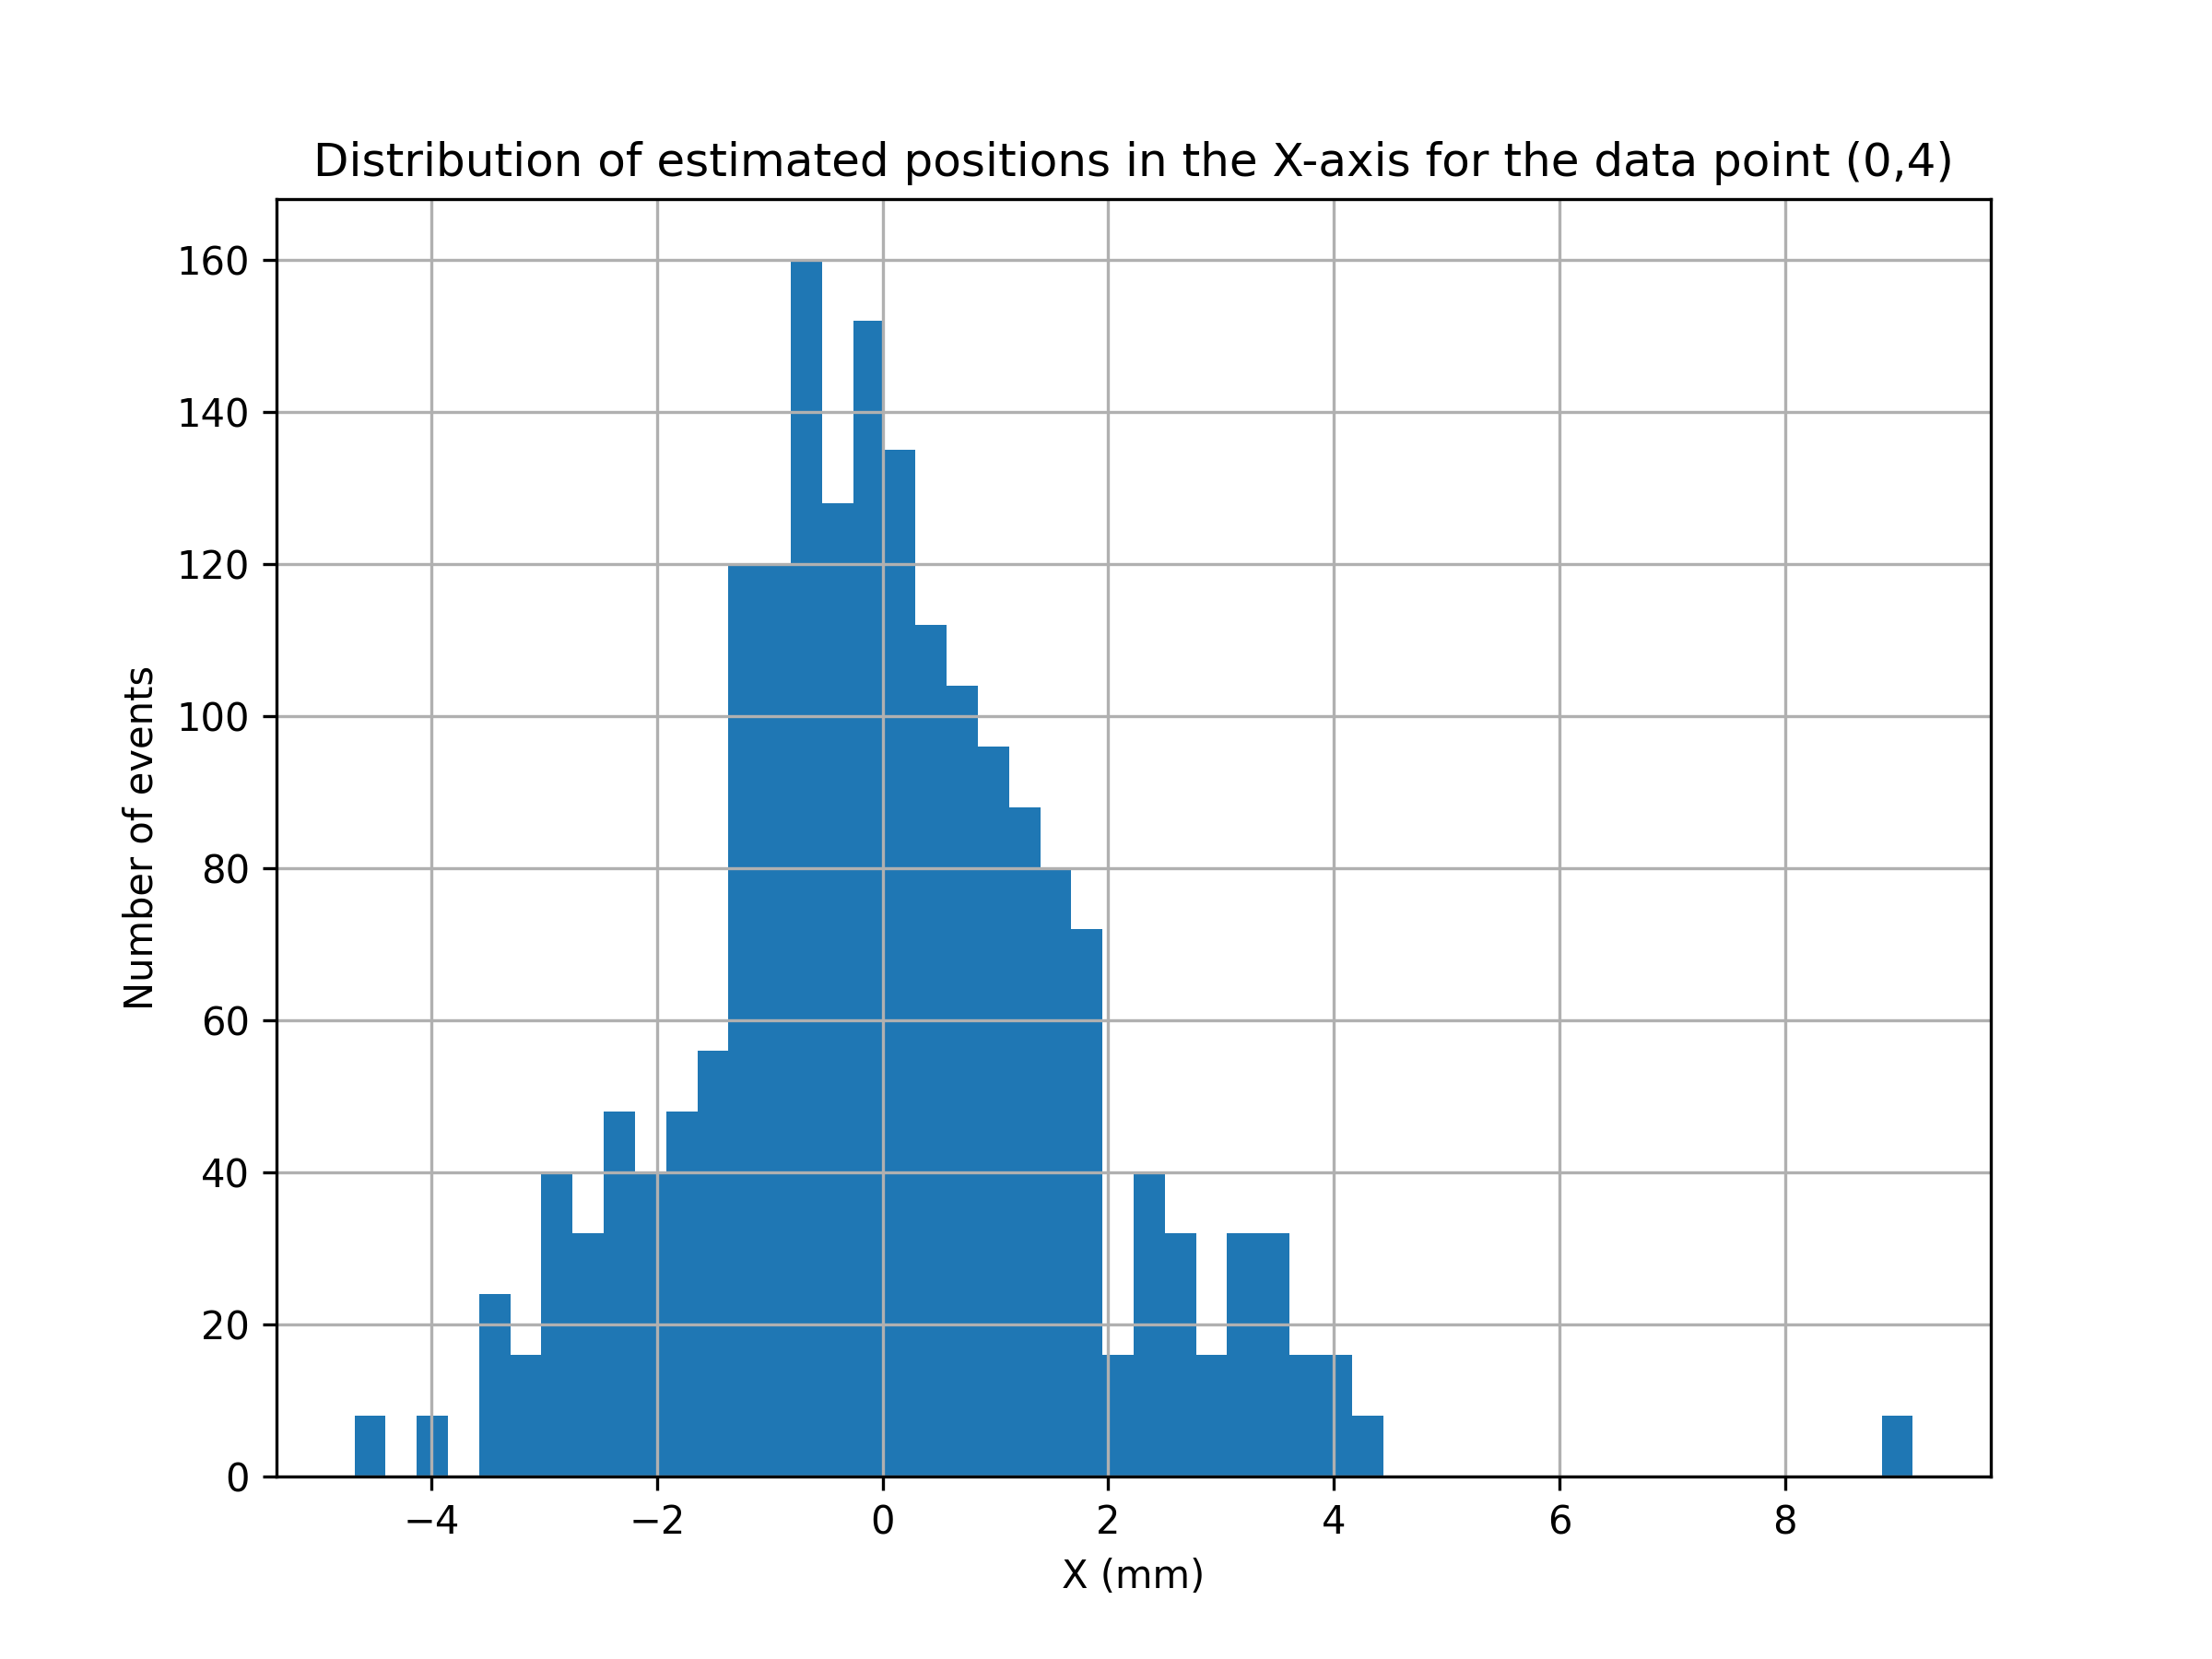 Distribution of estimated positions in the X-axis for the data point (0,4)
160
140
120
100
80
60
40
20
0
Number of events
−4 −2 0 2 4 6 8
X (mm)